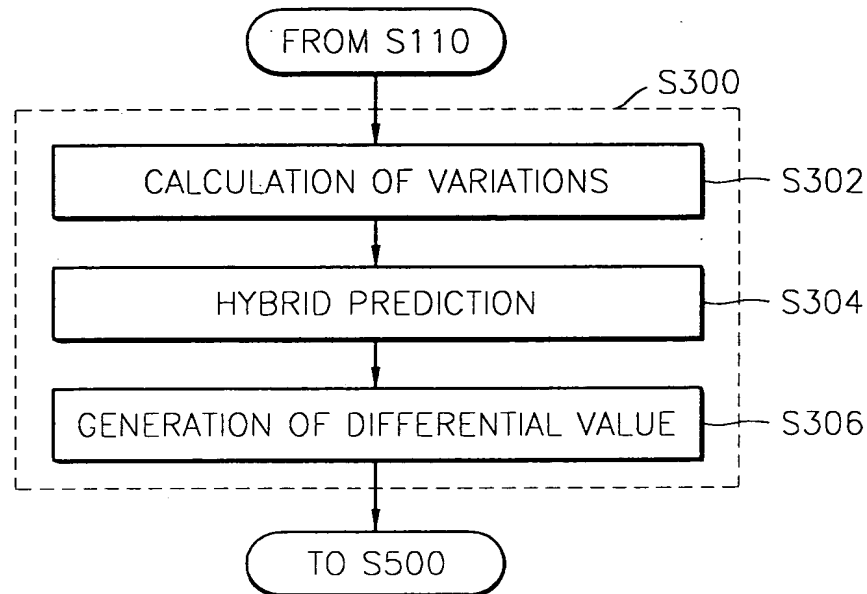 FROM S110
S300
CALCULATION OF VARIATIONS
S302
HYBRID PREDICTION
S304
GENERATION OF DIFFERENTIAL VALUE
S306
TO S500